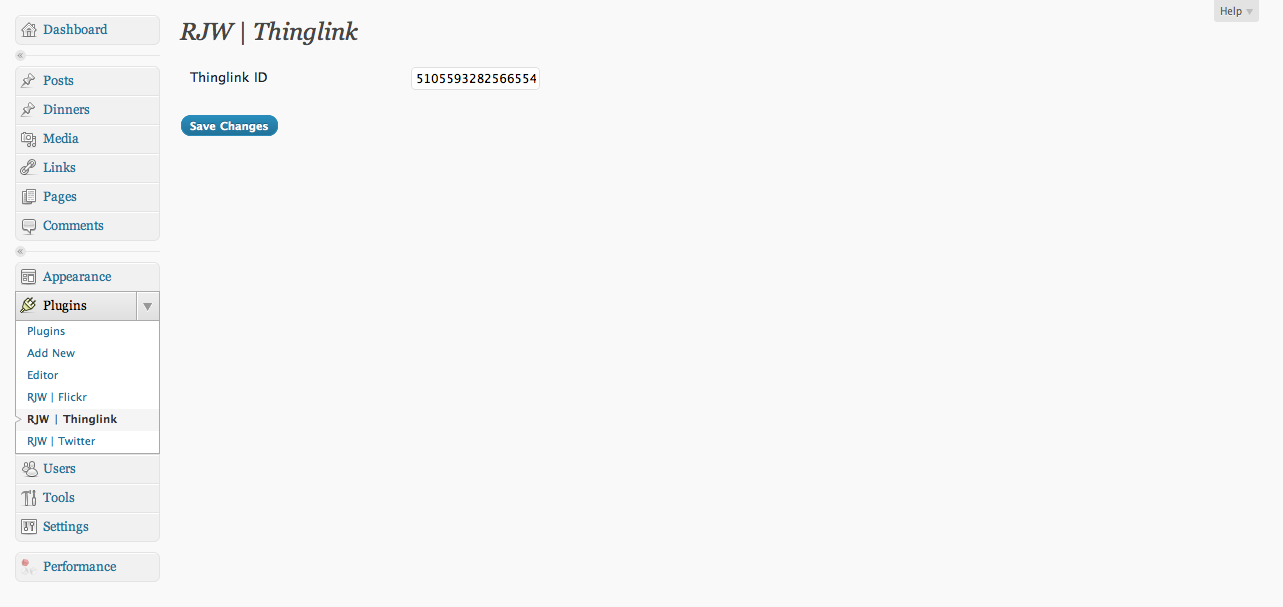 Help
Dashboard
Posts
Dinners
Media
Links
Pages
Comments
Appearance
Plugins
Plugins
Add New
Editor
RJW | Flickr
RJW | Thinglink
RJW | Twitter
Users
Tools
Settings
Performance
RJW | Thinglink
Thinglink ID 5105593282566554
Save Changes